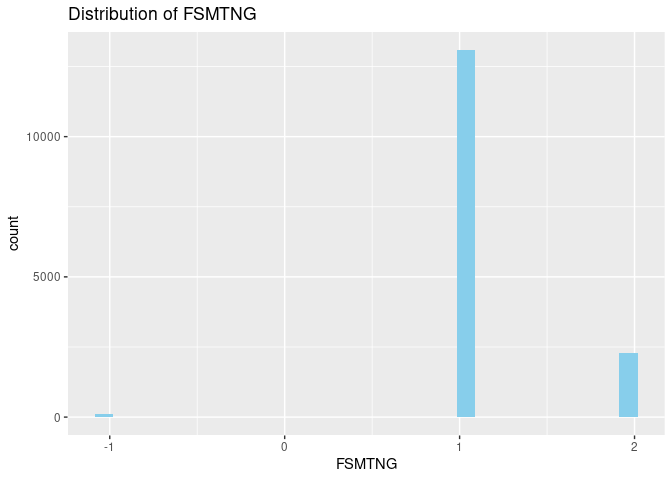 Distribution of FSMTNG
10000
5000
0
count
-1 0 1 2
FSMTNG